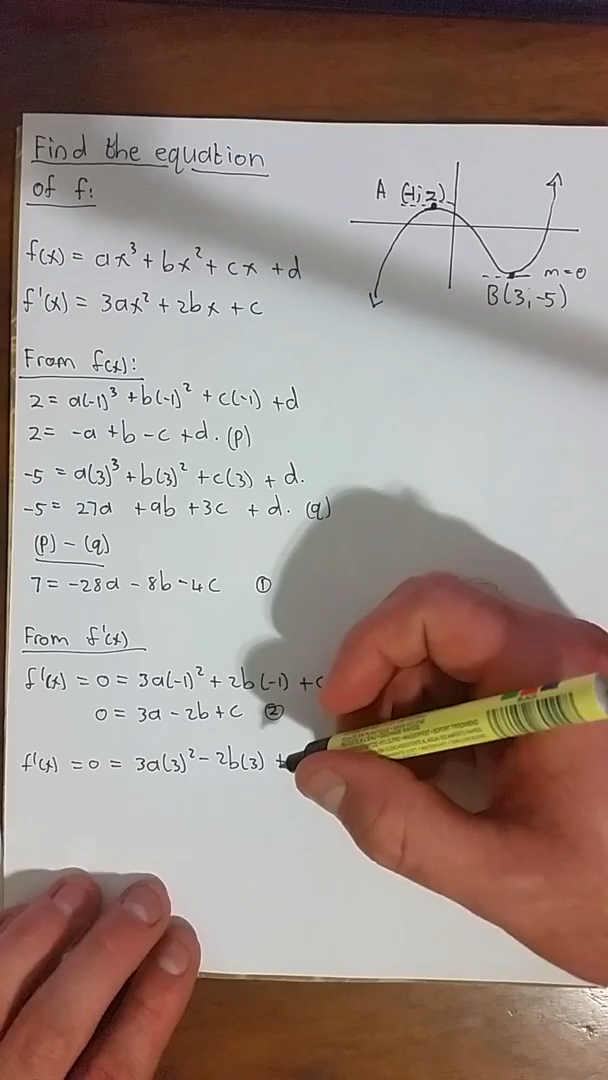 Find the equation
of f:
A (-1;2)
m=0
B(3;-5)
f(x) = ax³ + bx² + cx + d
f'(x) = 3ax² + 2bx + c
From f(x):
2 = a(-1)³ + b(-1)² + c(-1) + d
2 = -a + b - c + d. (p)
-5 = a(3)³ + b(3)² + c(3) + d.
-5 = 27a + 9b + 3c + d. (q)
(p) - (q)
7 = -28a - 8b - 4c ①
From f'(x)
f'(x) = 0 = 3a(-1)² + 2b(-1) + c
0 = 3a - 2b + c ②
f'(x) = 0 = 3a(3)² - 2b(3) +